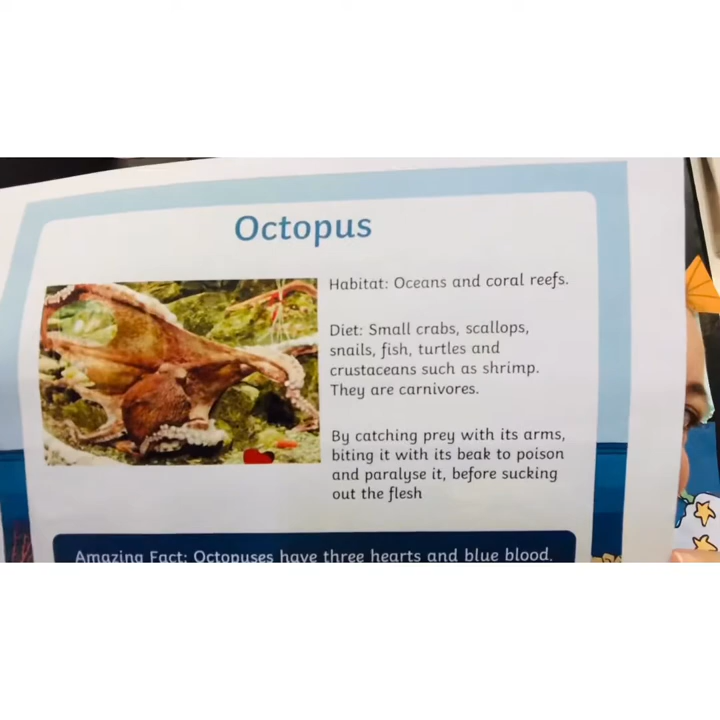 Octopus
Habitat: Oceans and coral reefs.
Diet: Small crabs, scallops,
snails, fish, turtles and
crustaceans such as shrimp.
They are carnivores.
By catching prey with its arms,
biting it with its beak to poison
and paralyse it, before sucking
out the flesh
Amazing Fact: Octopuses have three hearts and blue blood.